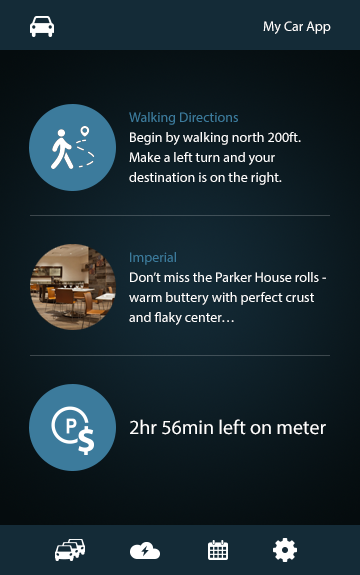 My Car App
Walking Directions
Begin by walking north 200ft.
Make a left turn and your
destination is on the right.
Imperial
Don't miss the Parker House rolls -
warm buttery with perfect crust
and flaky center…
P
$
2hr 56min left on meter